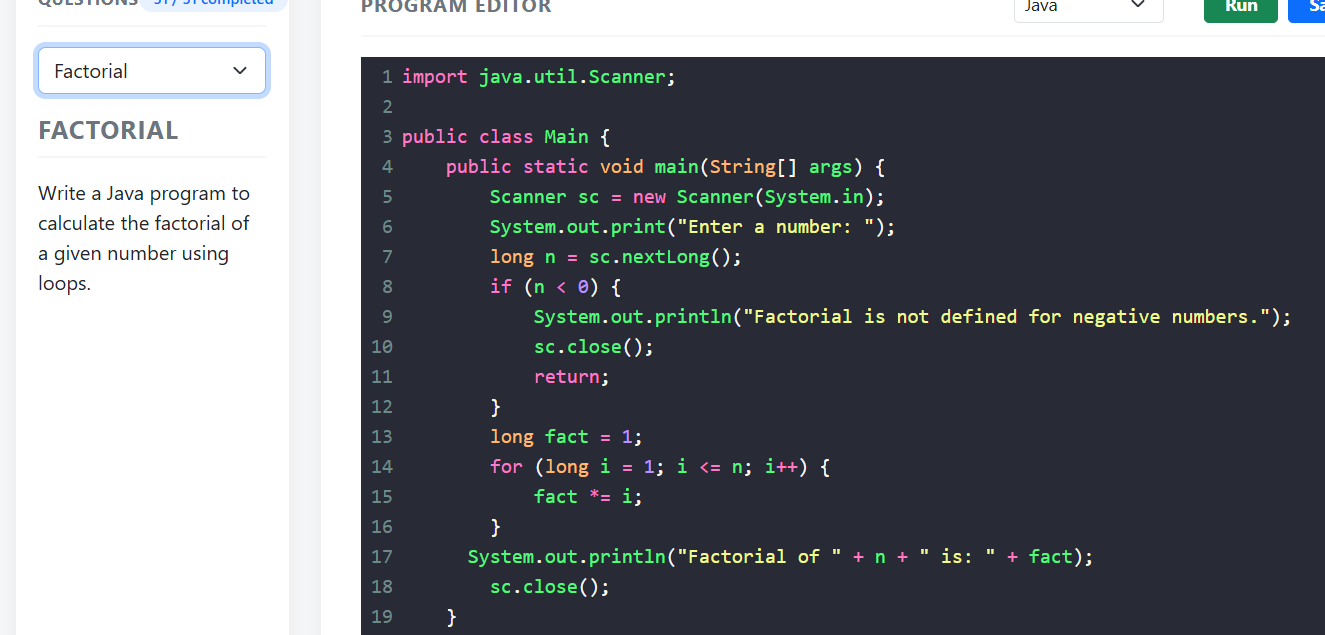 QUESTIONS 51 / 51 completed
Factorial
FACTORIAL
Write a Java program to
calculate the factorial of
a given number using
loops.
PROGRAM EDITOR
Java
Run
1 import java.util.Scanner;
2
3 public class Main {
4     public static void main(String[] args) {
5         Scanner sc = new Scanner(System.in);
6         System.out.print("Enter a number: ");
7         long n = sc.nextLong();
8         if (n < 0) {
9             System.out.println("Factorial is not defined for negative numbers.");
10             sc.close();
11             return;
12         }
13         long fact = 1;
14         for (long i = 1; i <= n; i++) {
15             fact *= i;
16         }
17       System.out.println("Factorial of " + n + " is: " + fact);
18         sc.close();
19     }